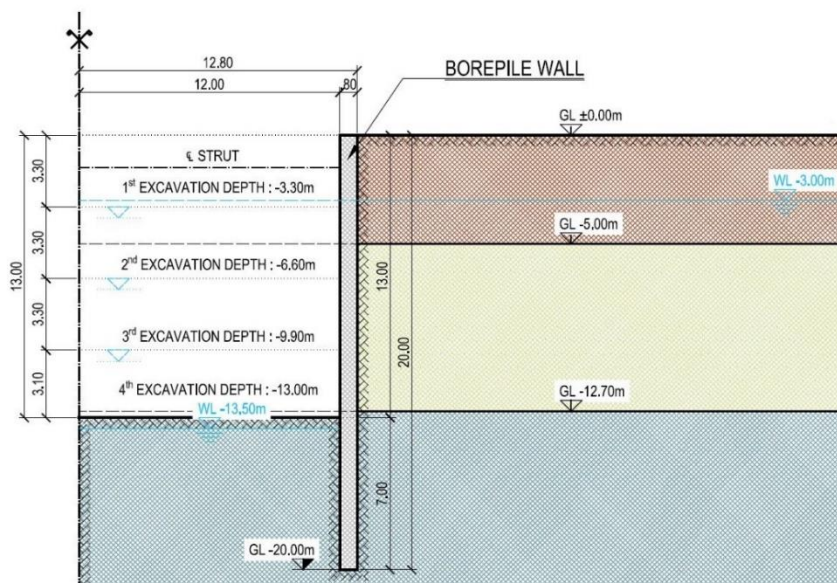 12.80
BOREPILE WALL
12.00
.80
GL ±0.00m
℄ STRUT
3.30
1st EXCAVATION DEPTH : -3.30m
WL -3.00m
GL -5,00m
3.30
2nd EXCAVATION DEPTH : -6.60m
13.00
13.00
3.30
3rd EXCAVATION DEPTH : -9.90m
20.00
3.10
4th EXCAVATION DEPTH : -13.00m
WL -13,50m
GL -12.70m
7.00
GL -20.00m